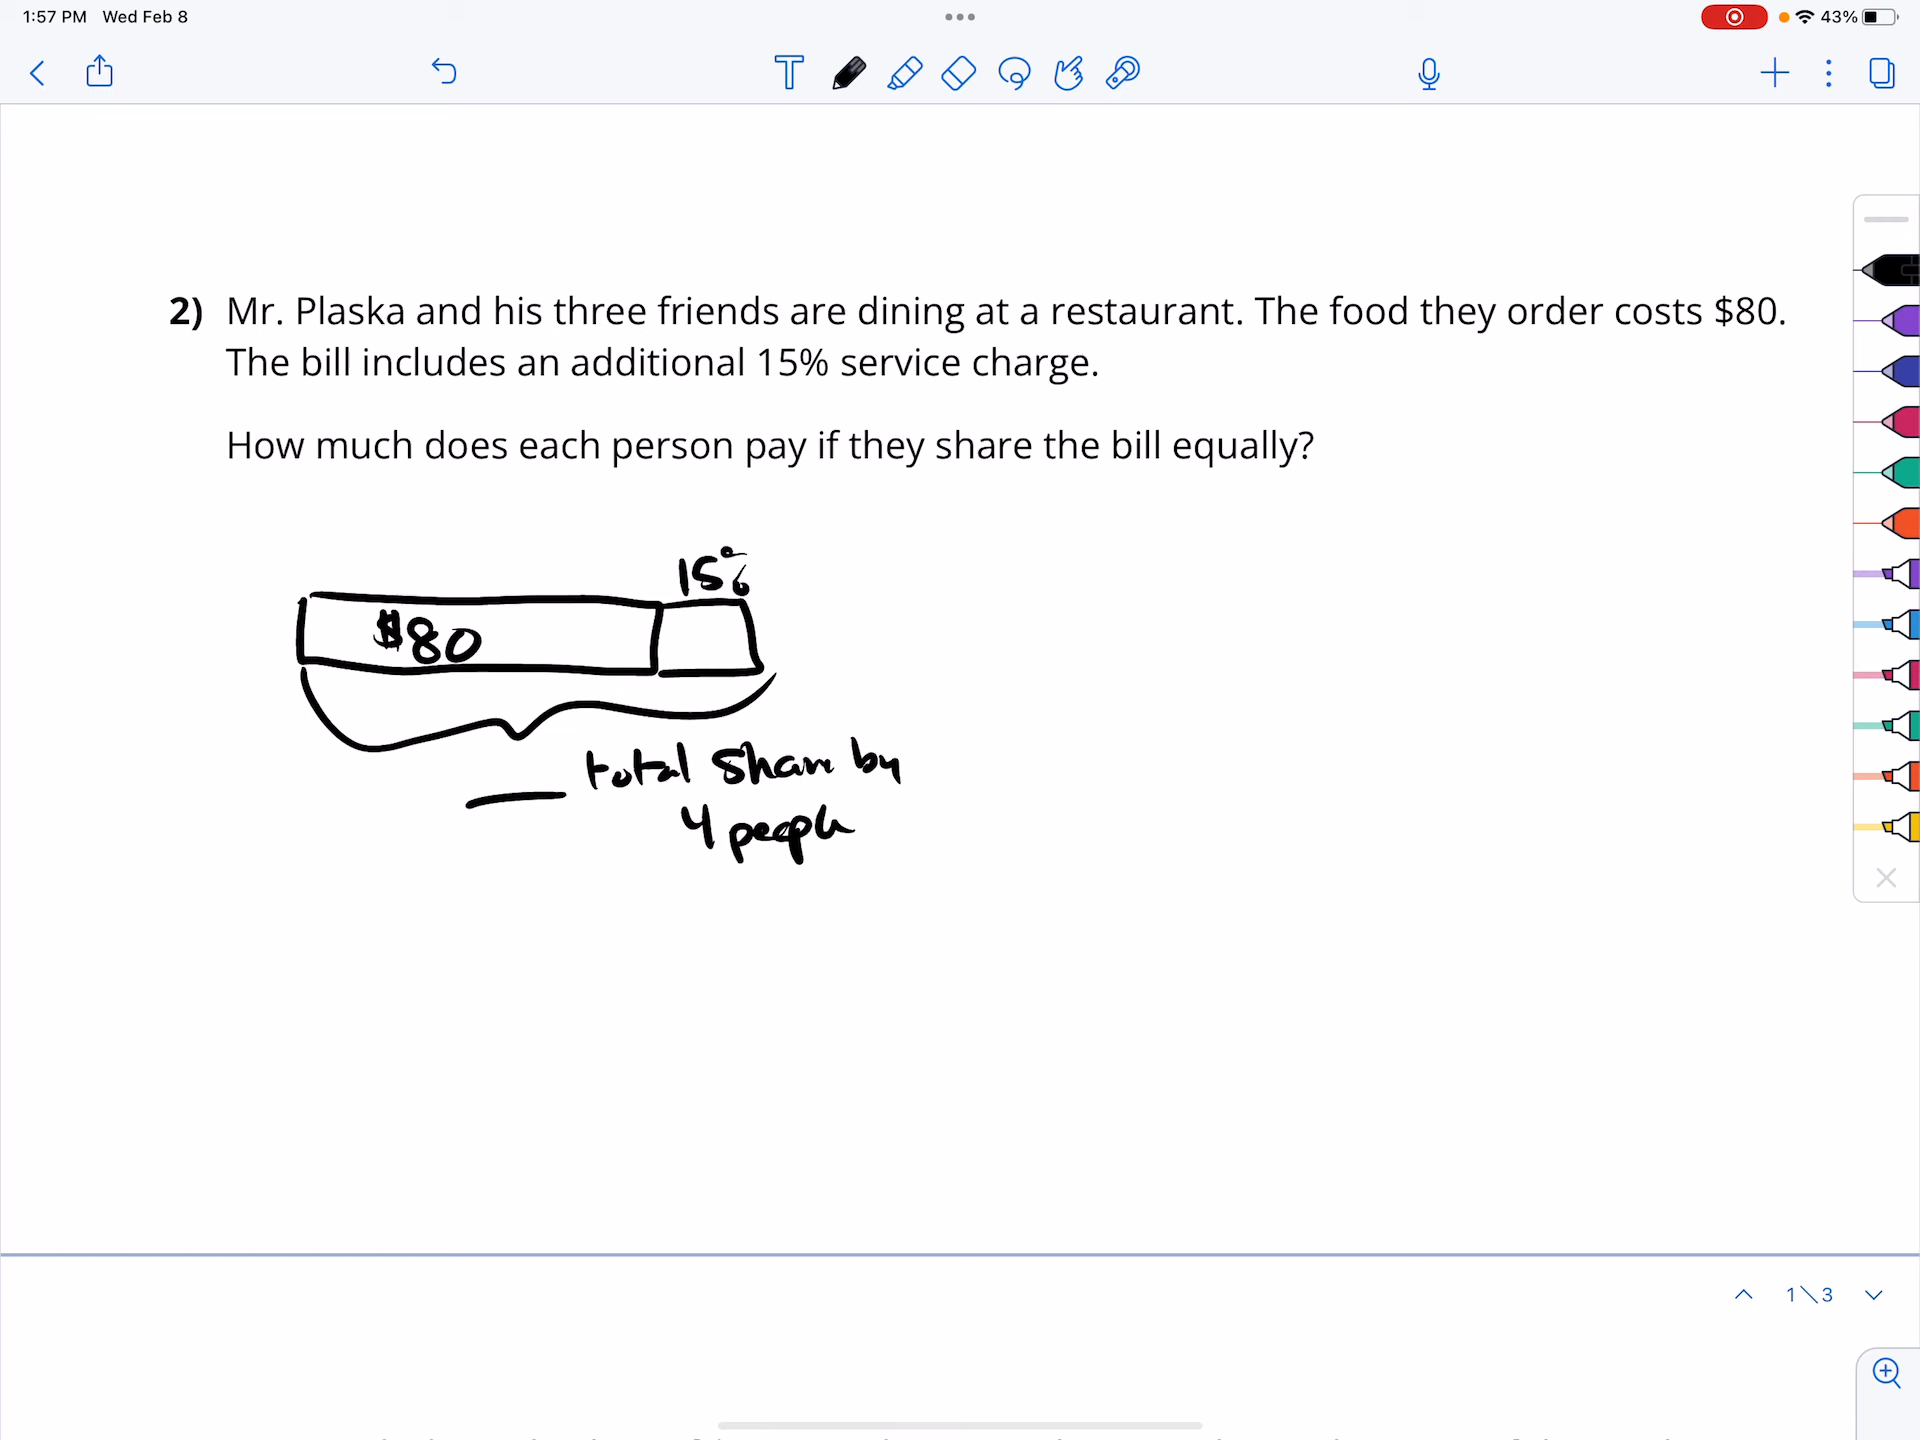 1:57 PM Wed Feb 8
43%
2) Mr. Plaska and his three friends are dining at a restaurant. The food they order costs $80.
The bill includes an additional 15% service charge.
How much does each person pay if they share the bill equally?
15%
$80
total share by
4 people
1\3